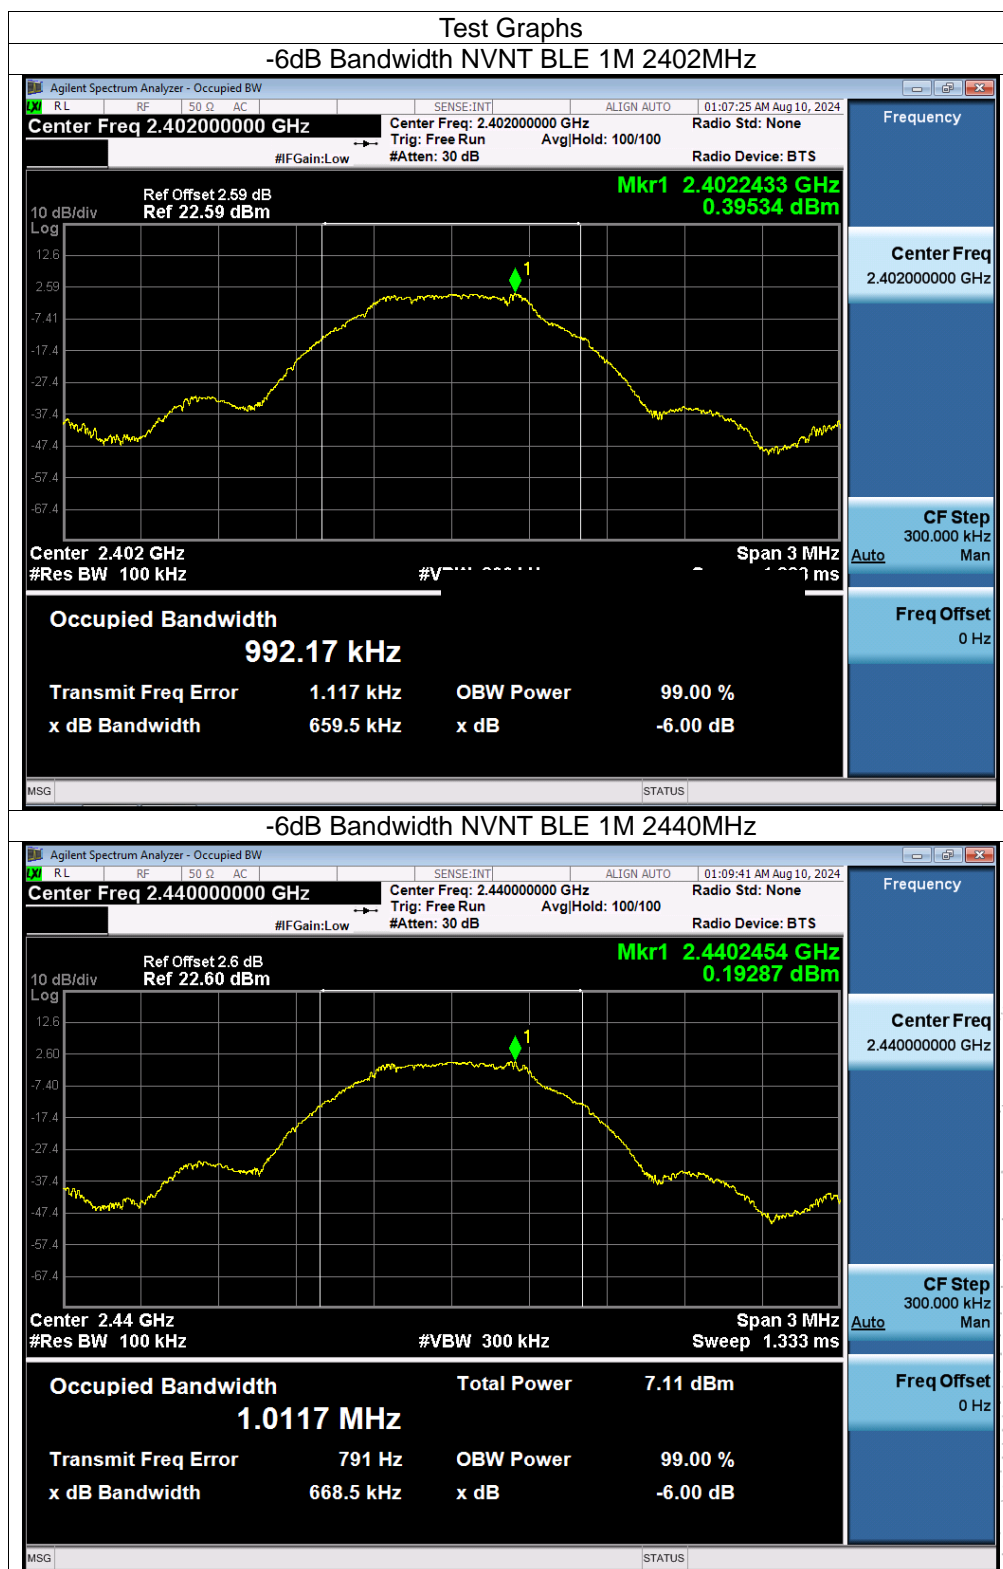 Test Graphs
-6dB Bandwidth NVNT BLE 1M 2402MHz
Agilent Spectrum Analyzer - Occupied BW
LXI RL RF 50 Ω AC SENSE:INT ALIGN AUTO 01:07:25 AM Aug 10, 2024
Center Freq 2.402000000 GHz Center Freq: 2.402000000 GHz Radio Std: None
Trig: Free Run Avg|Hold: 100/100
#IFGain:Low #Atten: 30 dB Radio Device: BTS
Frequency
Mkr1 2.4022433 GHz
0.39534 dBm
Ref Offset 2.59 dB
10 dB/div Ref 22.59 dBm
Log
12.6
2.59
-7.41
-17.4
-27.4
-37.4
-47.4
-57.4
-67.4
1
Center Freq
2.402000000 GHz
Center 2.402 GHz Span 3 MHz
#Res BW 100 kHz ms
CF Step
300.000 kHz
Auto Man
Freq Offset
0 Hz
Occupied Bandwidth
992.17 kHz
Transmit Freq Error 1.117 kHz OBW Power 99.00 %
x dB Bandwidth 659.5 kHz x dB -6.00 dB
MSG STATUS
-6dB Bandwidth NVNT BLE 1M 2440MHz
Agilent Spectrum Analyzer - Occupied BW
LXI RL RF 50 Ω AC SENSE:INT ALIGN AUTO 01:09:41 AM Aug 10, 2024
Center Freq 2.440000000 GHz Center Freq: 2.440000000 GHz Radio Std: None
Trig: Free Run Avg|Hold: 100/100
#IFGain:Low #Atten: 30 dB Radio Device: BTS
Frequency
Mkr1 2.4402454 GHz
0.19287 dBm
Ref Offset 2.6 dB
10 dB/div Ref 22.60 dBm
Log
12.6
2.60
-7.40
-17.4
-27.4
-37.4
-47.4
-57.4
-67.4
1
Center Freq
2.440000000 GHz
Center 2.44 GHz Span 3 MHz
#Res BW 100 kHz #VBW 300 kHz Sweep 1.333 ms
CF Step
300.000 kHz
Auto Man
Freq Offset
0 Hz
Occupied Bandwidth Total Power 7.11 dBm
1.0117 MHz
Transmit Freq Error 791 Hz OBW Power 99.00 %
x dB Bandwidth 668.5 kHz x dB -6.00 dB
MSG STATUS